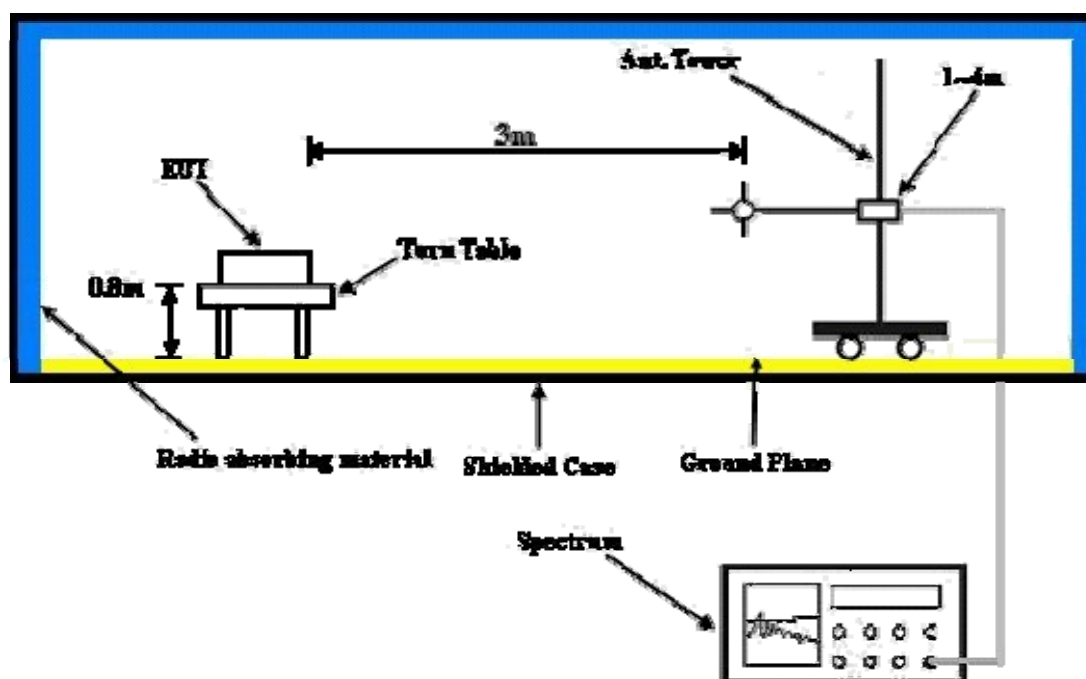 Ant. Tower
1~4m
3m
EUT
Turn Table
0.8m
Radio absorbing material
Shielded Case
Ground Plane
Spectrum